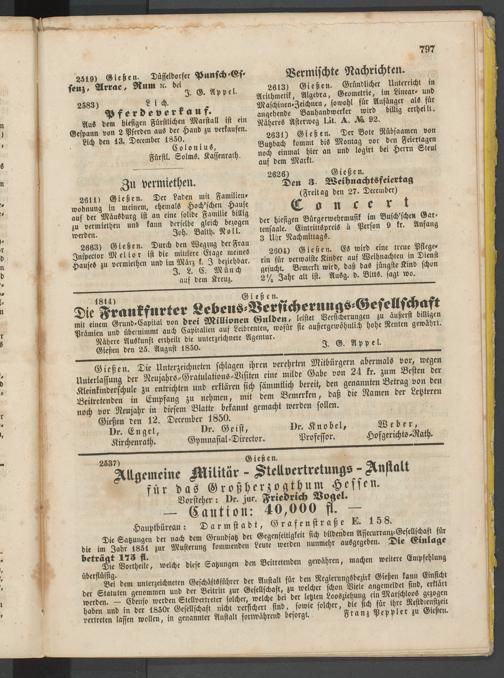 797
2519) Gießen. Düsseldorfer Punsch-Es-
senz, Arrac, Rum ꝛc. bei
J. G. Appel.
2583) Lich.
Pferdeverkauf.
Aus dem hiesigen Fürstlichen Marstall ist ein
Gespann von 2 Pferden aus der Hand zu verkaufen.
Lich den 13. December 1850.
Colonius,
Fürstl. Solms. Kassenrath.
Zu vermiethen.
2611) Gießen. Der Laden mit Familien-
wohnung in meinem, ehemals Hoch'schen Hause
auf der Mäusburg ist an eine solide Familie billig
zu vermiethen und kann derselbe gleich bezogen
werden. Joh. Balth. Noll.
2663) Gießen. Durch den Wegzug der Frau
Inspector Melior ist die mittlere Etage meines
Hauses zu vermiethen und im März k. J. beziehbar.
J. L. C. Münch
auf dem Kreuz.
Vermischte Nachrichten.
2613) Gießen. Gründlicher Unterricht in
Arithmetik, Algebra, Geometrie, im Linear- und
Maschinen-Zeichnen, sowohl für Anfänger als für
angehende Bauhandwerker wird billig ertheilt.
Näheres Asterweg Lit. A. № 92.
2631) Gießen. Der Bote Rübsaamen von
Butzbach kommt bis Montag vor den Feiertagen
noch einmal hier an und logirt bei Herrn Steul
auf dem Markt.
2626) Gießen.
Den 3. Weihnachtsfeiertag
(Freitag den 27. December)
Concert
der hiesigen Bürgerwehrmusik im Busch'schen Gar-
tensaale. Eintrittspreis à Person 9 kr. Anfang
3 Uhr Nachmittags.
2604) Gießen. Es wird eine treue Pflege-
rin für verwaiste Kinder auf Weihnachten in Dienst
gesucht. Bemerkt wird, daß das jüngste Kind schon
2½ Jahr alt ist. Ausg. d. Bltts. sagt wo.
1814) Gießen.
Die Frankfurter Lebens-Versicherungs-Gesellschaft
mit einem Grund-Capital von drei Millionen Gulden, leistet Versicherungen zu äußerst billigen
Prämien und übernimmt auch Capitalien auf Leibrenten, wofür sie außergewöhnlich hohe Renten gewährt.
Nähere Auskunft ertheilt die unterzeichnete Agentur.
Gießen den 25. August 1850. J. G. Appel.
Gießen. Die Unterzeichneten schlagen ihren verehrten Mitbürgern abermals vor, wegen
Unterlassung der Neujahrs-Gratulations-Visiten eine milde Gabe von 24 kr. zum Besten der
Kleinkinderschule zu entrichten und erklären sich sämmtlich bereit, den genannten Betrag von den
Beitretenden in Empfang zu nehmen, mit dem Bemerken, daß die Namen der Letzteren
noch vor Neujahr in diesem Blatte bekannt gemacht werden sollen.
Gießen den 12. December 1850.
Dr. Engel, Dr. Geist, Dr. Knobel, Weber,
Kirchenrath. Gymnasial-Director. Professor. Hofgerichts-Rath.
2537) Gießen.
Allgemeine Militär-Stellvertretungs-Anstalt
für das Großherzogthum Hessen.
Vorsteher: Dr. jur. Friedrich Vogel.
— Caution: 40,000 fl. —
Hauptbüreau: Darmstadt, Grafenstraße E. 158.
Die Satzungen der nach dem Grundsatz der Gegenseitigkeit sich bildenden Assecuranz-Gesellschaft für
die im Jahr 1851 zur Musterung kommenden Leute werden nunmehr ausgegeben. Die Einlage
beträgt 175 fl.
Die Vortheile, welche diese Satzungen den Beitretenden gewähren, machen weitere Empfehlung
überflüssig.
Bei dem unterzeichneten Geschäftsführer der Anstalt für den Regierungsbezirk Gießen kann Einsicht
der Statuten genommen und der Beitritt zur Gesellschaft, zu welcher schon Viele angemeldet sind, erklärt
werden. — Ebenso werden Stellvertreter solcher, welche bei der letzten Loosziehung ein Marschloos gezogen
haben und in der 1850r Gesellschaft nicht versichert sind, sowie solcher, die sich für ihre Restdienstzeit
vertreten lassen wollen, in genannter Anstalt fortwährend besorgt. Franz Peppler zu Gießen.